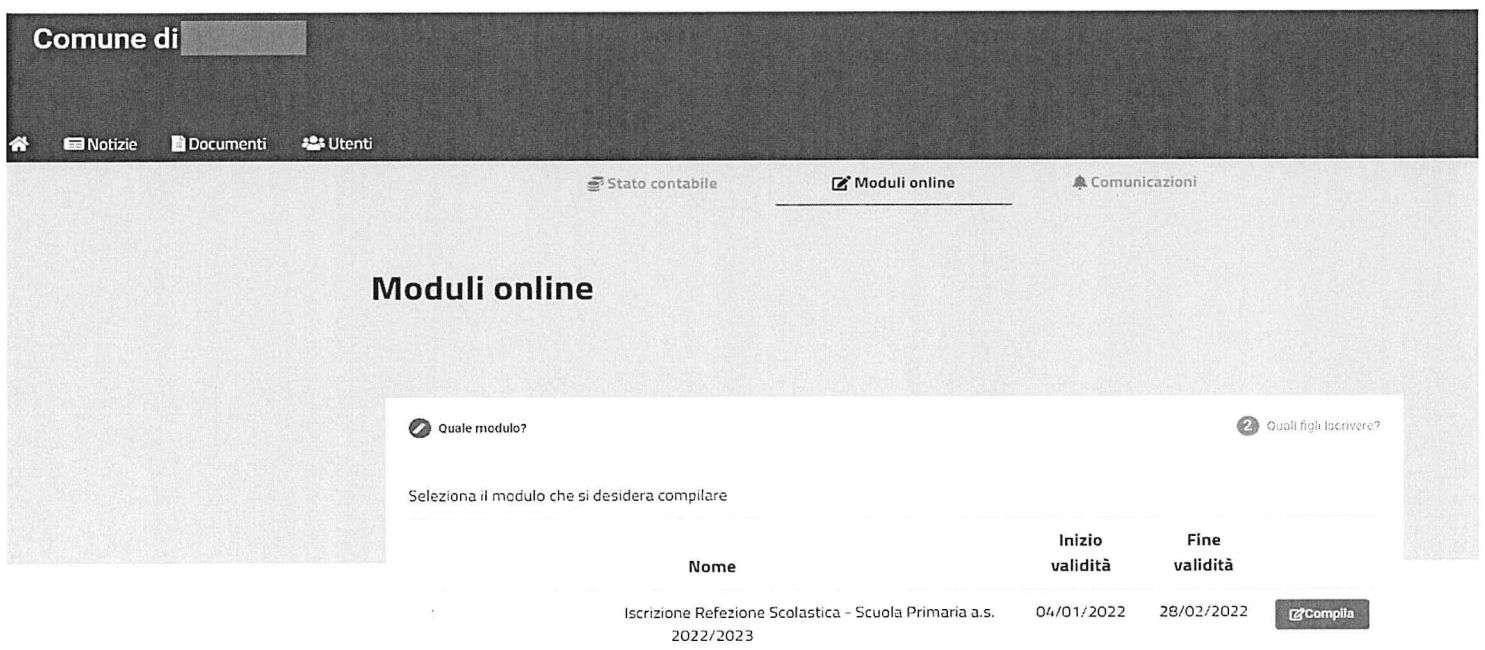 Comune di
Notizie Documenti Utenti
Stato contabile Moduli online Comunicazioni
Moduli online
Quale modulo? 2 Quali figli Iscrivere?
Seleziona il modulo che si desidera compilare
Nome Inizio validità Fine validità
Iscrizione Refezione Scolastica - Scuola Primaria a.s. 04/01/2022 28/02/2022 Compila
2022/2023